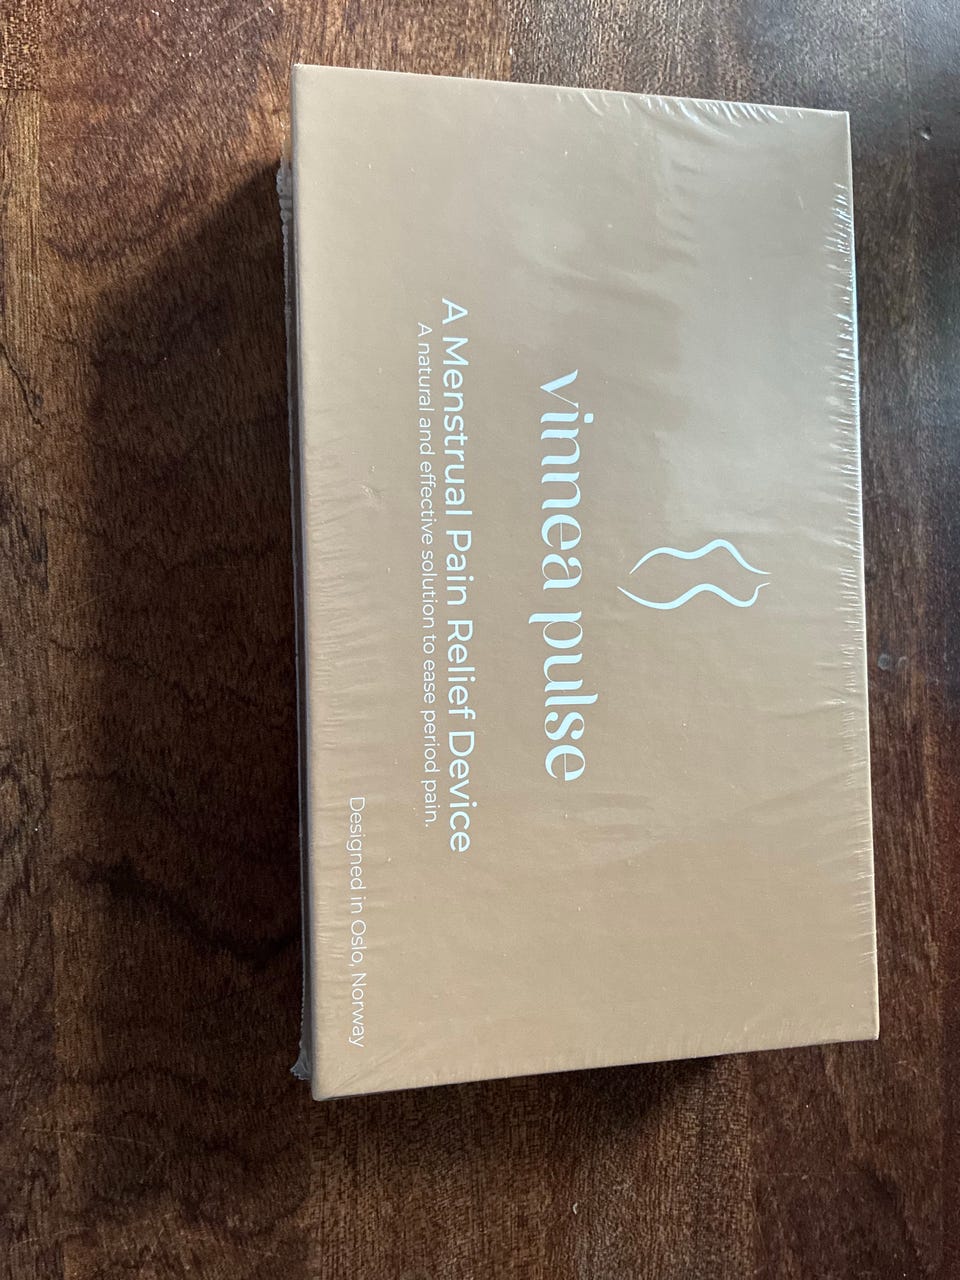 vinnea pulse
A Menstrual Pain Relief Device
A natural and effective solution to ease period pain.
Designed in Oslo, Norway